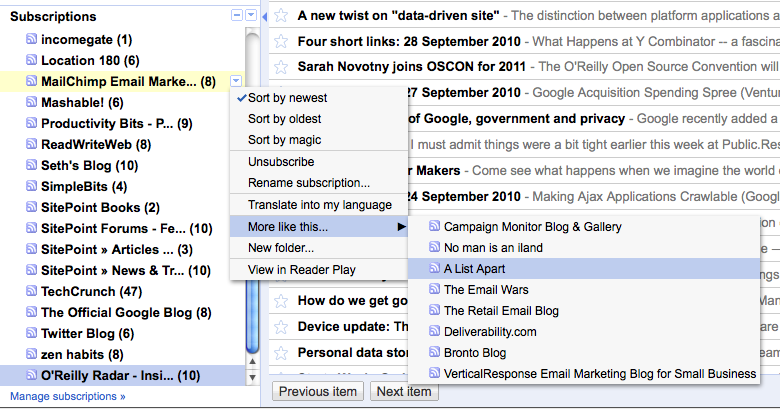 Subscriptions
incomegate (1)
Location 180 (6)
MailChimp Email Marke... (8)
Mashable! (6)
Productivity Bits - P... (9)
ReadWriteWeb (8)
Seth's Blog (10)
SimpleBits (4)
SitePoint Books (2)
SitePoint Forums - Fe... (10)
SitePoint » Articles ... (3)
SitePoint » News & Tr... (10)
TechCrunch (47)
The Official Google Blog (8)
Twitter Blog (6)
zen habits (8)
O'Reilly Radar - Insi... (10)
Manage subscriptions »
Sort by newest
Sort by oldest
Sort by magic
Unsubscribe
Rename subscription...
Translate into my language
More like this...
New folder...
View in Reader Play
Campaign Monitor Blog & Gallery
No man is an iland
A List Apart
The Email Wars
The Retail Email Blog
Deliverability.com
Bronto Blog
VerticalResponse Email Marketing Blog for Small Business
A new twist on "data-driven site" - The distinction between platform applications a
Four short links: 28 September 2010 - What Happens at Y Combinator -- a fascina
Sarah Novotny joins OSCON for 2011 - The O'Reilly Open Source Convention will
27 September 2010 - Google Acquisition Spending Spree (Ventur
of Google, government and privacy - Google recently added a
I must admit things were a bit tight earlier this week at Public.Res
r Makers - Come see what happens when we imagine the world
24 September 2010 - Making Ajax Applications Crawlable (Googl
How do we get go
Device update: Th
Personal data stor
Previous item
Next item